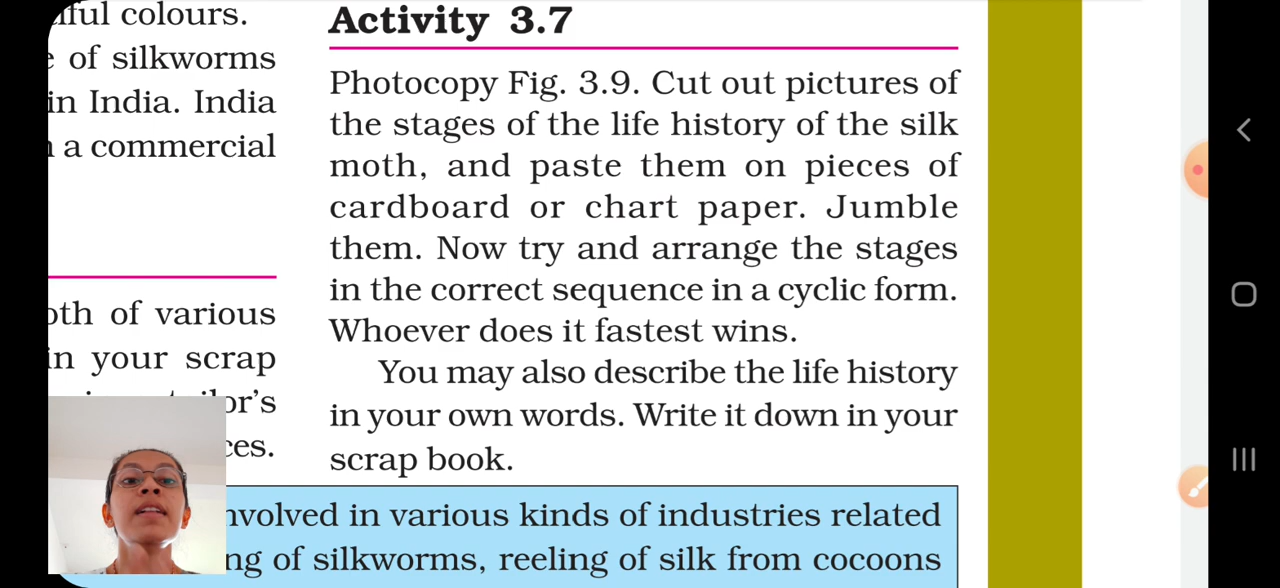 ful colours.
of silkworms
in India. India
a commercial
of various
in your scrap
Activity 3.7
Photocopy Fig. 3.9. Cut out pictures of
the stages of the life history of the silk
moth, and paste them on pieces of
cardboard or chart paper. Jumble
them. Now try and arrange the stages
in the correct sequence in a cyclic form.
Whoever does it fastest wins.
You may also describe the life history
in your own words. Write it down in your
scrap book.
nvolved in various kinds of industries related
ng of silkworms, reeling of silk from cocoons